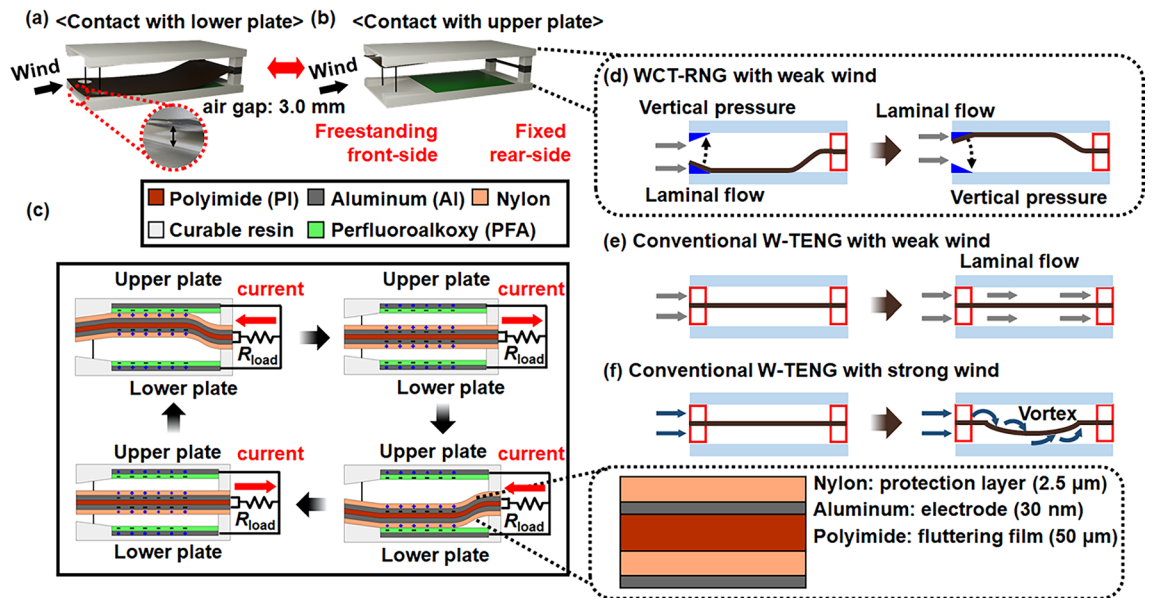 (a) <Contact with lower plate>
(b) <Contact with upper plate>
Wind
air gap: 3.0 mm
Wind
Freestanding
front-side
Fixed
rear-side
Polyimide (PI)
Aluminum (Al)
Nylon
Curable resin
Perfluoroalkoxy (PFA)
(c)
Upper plate
current
Rload
Lower plate
Upper plate
current
Rload
Lower plate
Upper plate
current
Rload
Lower plate
Upper plate
current
Rload
Lower plate
(d) WCT-RNG with weak wind
Vertical pressure
Laminal flow
Laminal flow
Vertical pressure
(e) Conventional W-TENG with weak wind
Laminal flow
(f) Conventional W-TENG with strong wind
Vortex
Nylon: protection layer (2.5 μm)
Aluminum: electrode (30 nm)
Polyimide: fluttering film (50 μm)